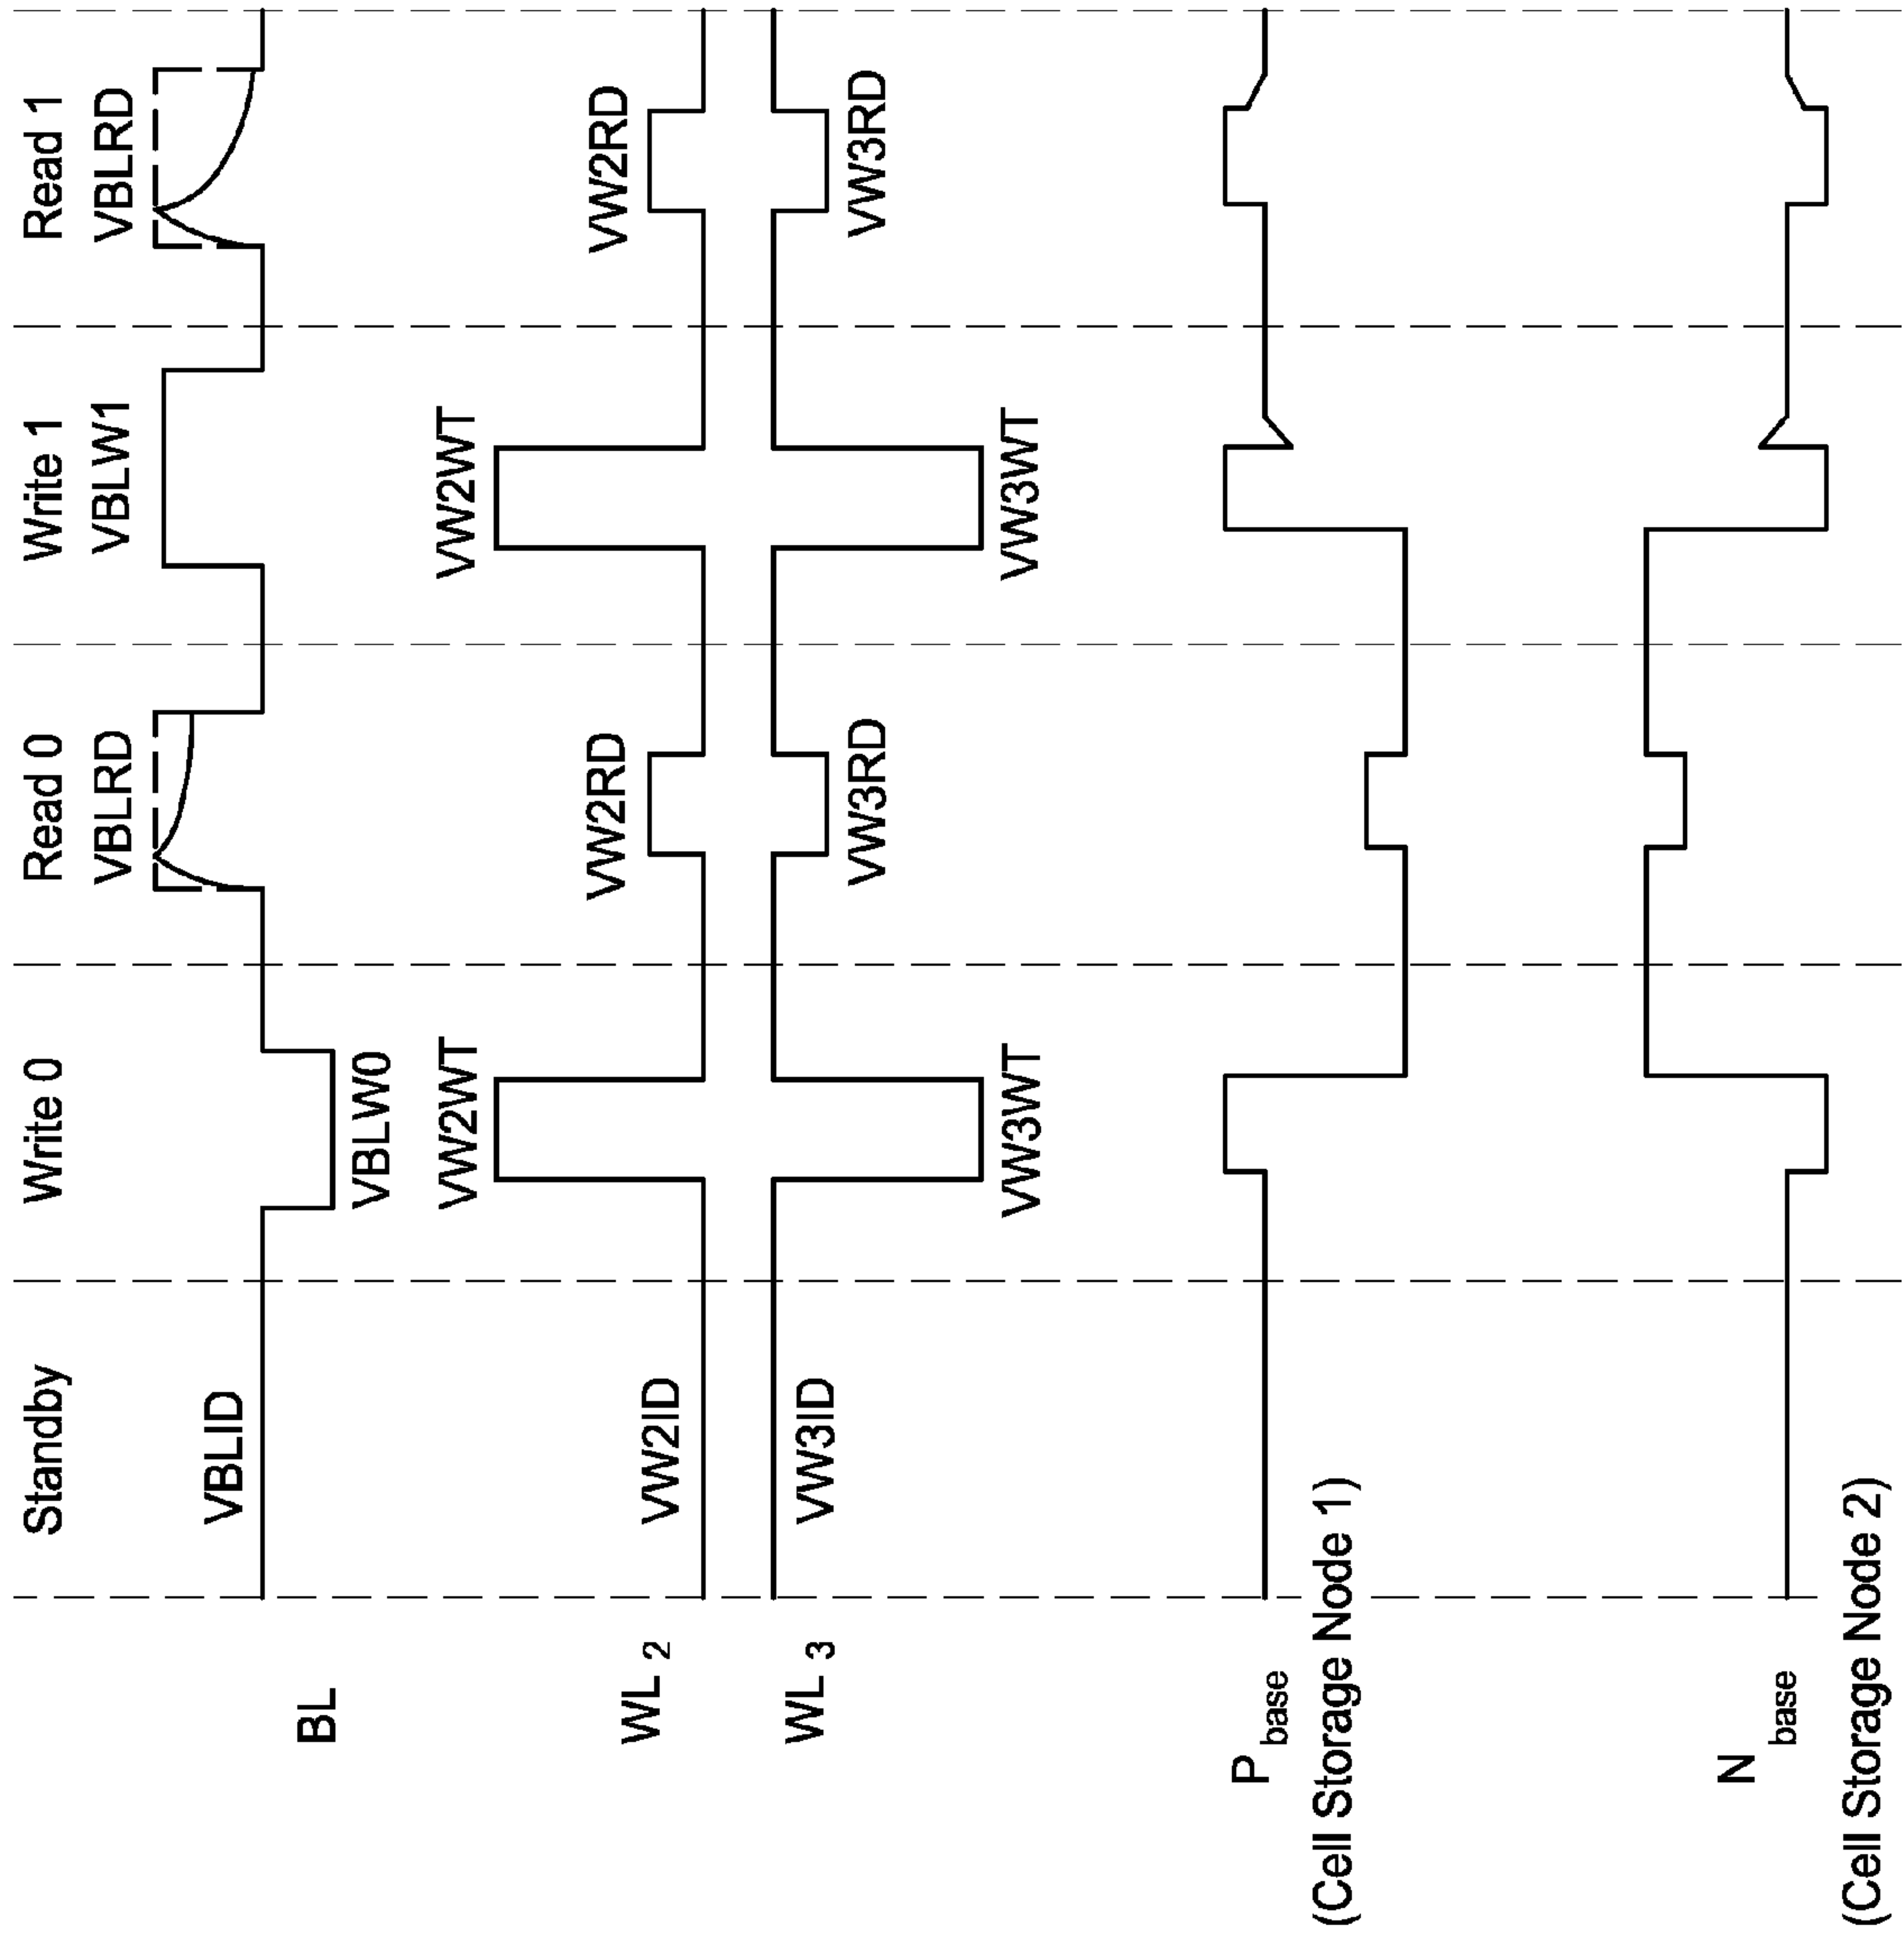 Standby Write 0 Read 0 Write 1 Read 1
VBLID VBLW0 VBLRD VBLW1 VBLRD
BL
VW2WT VW2WT
VW2ID VW2RD VW2RD
WL 2
WL 3
VW3ID VW3RD VW3RD
VW3WT VW3WT
P base
(Cell Storage Node 1)
N base
(Cell Storage Node 2)